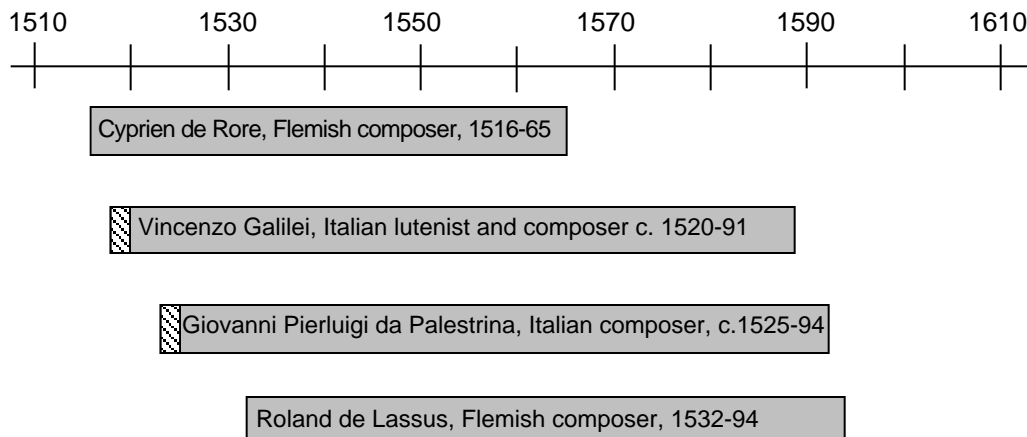 1510 1530 1550 1570 1590 1610
Cyprien de Rore, Flemish composer, 1516-65
Vincenzo Galilei, Italian lutenist and composer c. 1520-91
Giovanni Pierluigi da Palestrina, Italian composer, c.1525-94
Roland de Lassus, Flemish composer, 1532-94